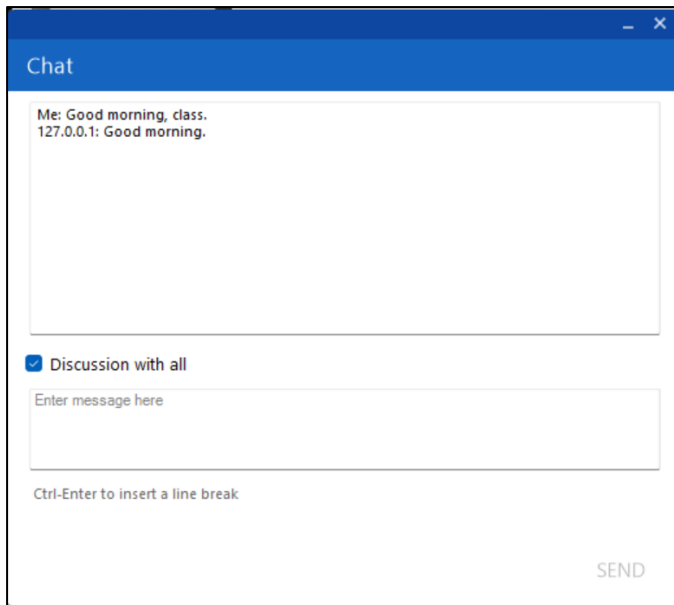 Chat
Me: Good morning, class.
127.0.0.1: Good morning.
Discussion with all
Enter message here
Ctrl-Enter to insert a line break
SEND